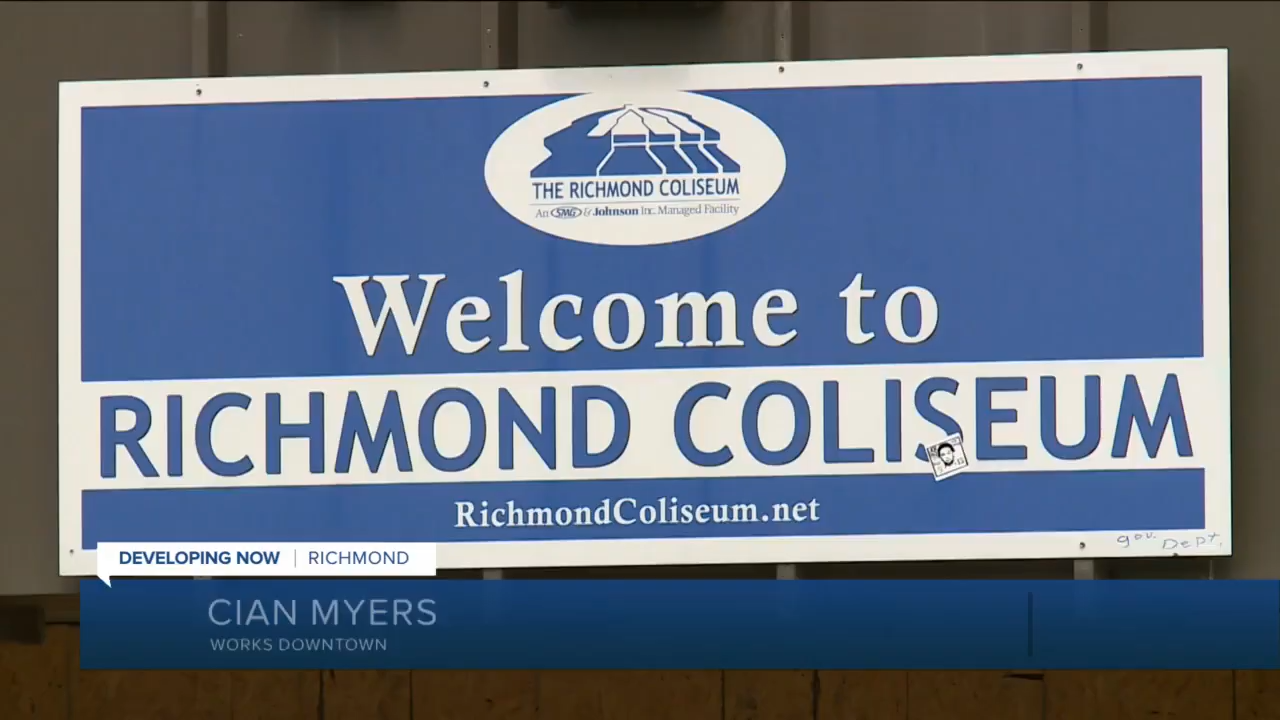 THE RICHMOND COLISEUM
An SMG & Johnson Inc. Managed Facility
Welcome to
RICHMOND COLISEUM
RichmondColiseum.net
gov. Dept.
DEVELOPING NOW | RICHMOND
CIAN MYERS
WORKS DOWNTOWN